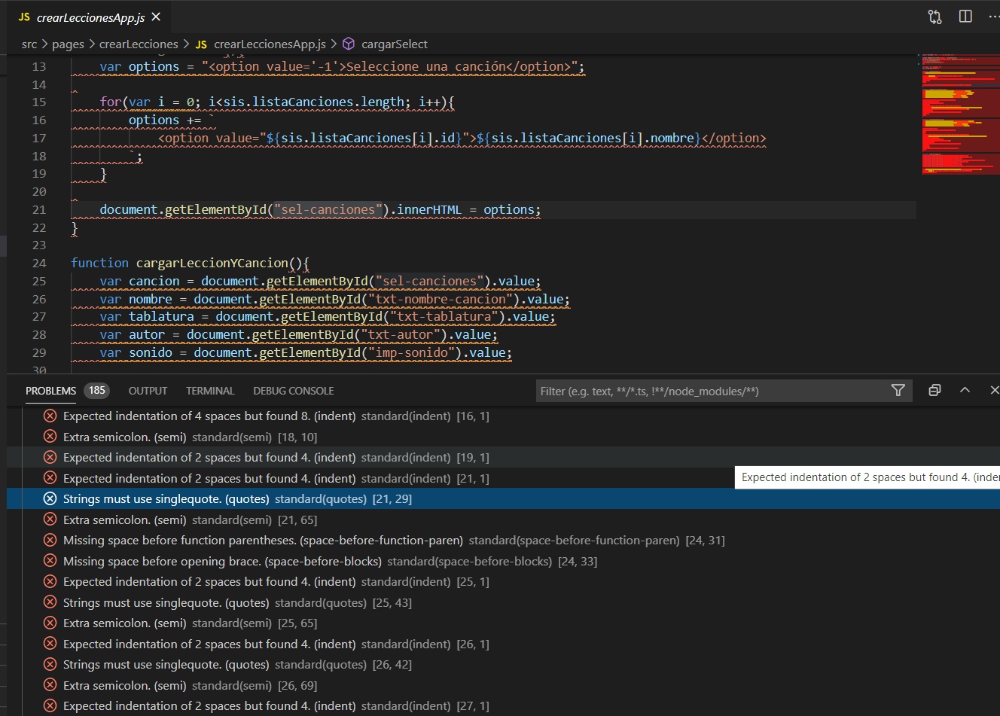 JS crearLeccionesApp.js
src > pages > crearLecciones > JS crearLeccionesApp.js > cargarSelect
13 var options = "<option value='-1'>Seleccione una canción</option>";
14
15 for(var i = 0; i<sis.listaCanciones.length; i++){
16 options += `
17 <option value="${sis.listaCanciones[i].id}">${sis.listaCanciones[i].nombre}</option>
18 `;
19 }
20
21 document.getElementById("sel-canciones").innerHTML = options;
22 }
23
24 function cargarLeccionYCancion(){
25 var cancion = document.getElementById("sel-canciones").value;
26 var nombre = document.getElementById("txt-nombre-cancion").value;
27 var tablatura = document.getElementById("txt-tablatura").value;
28 var autor = document.getElementById("txt-autor").value;
29 var sonido = document.getElementById("imp-sonido").value;
30
PROBLEMS 185 OUTPUT TERMINAL DEBUG CONSOLE Filter (e.g. text, **/*.ts, !**/node_modules/**)
Expected indentation of 4 spaces but found 8. (indent) standard(indent) [16, 1]
Extra semicolon. (semi) standard(semi) [18, 10]
Expected indentation of 2 spaces but found 4. (indent) standard(indent) [19, 1]
Expected indentation of 2 spaces but found 4. (indent) standard(indent) [21, 1]
Expected indentation of 2 spaces but found 4. (inde
Strings must use singlequote. (quotes) standard(quotes) [21, 29]
Extra semicolon. (semi) standard(semi) [21, 65]
Missing space before function parentheses. (space-before-function-paren) standard(space-before-function-paren) [24, 31]
Missing space before opening brace. (space-before-blocks) standard(space-before-blocks) [24, 33]
Expected indentation of 2 spaces but found 4. (indent) standard(indent) [25, 1]
Strings must use singlequote. (quotes) standard(quotes) [25, 43]
Extra semicolon. (semi) standard(semi) [25, 65]
Expected indentation of 2 spaces but found 4. (indent) standard(indent) [26, 1]
Strings must use singlequote. (quotes) standard(quotes) [26, 42]
Extra semicolon. (semi) standard(semi) [26, 69]
Expected indentation of 2 spaces but found 4. (indent) standard(indent) [27, 1]